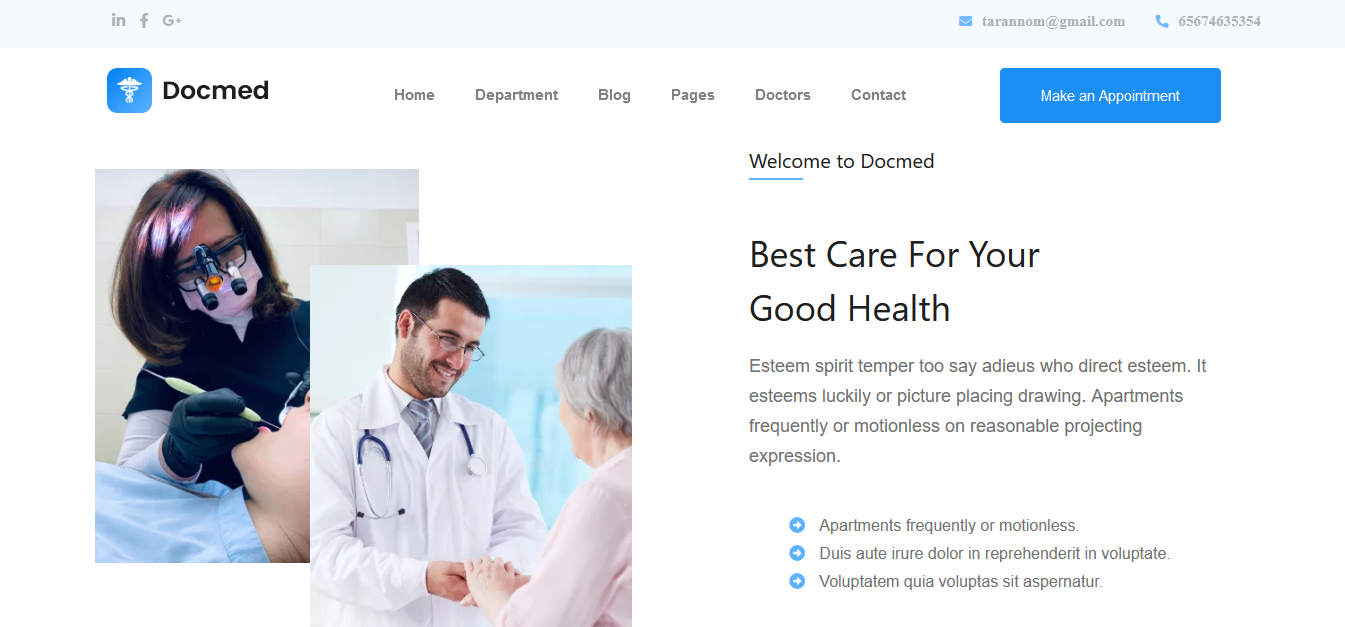 tarannom@gmail.com 65674635354
Docmed Home Department Blog Pages Doctors Contact Make an Appointment
Welcome to Docmed
Best Care For Your
Good Health
Esteem spirit temper too say adieus who direct esteem. It
esteems luckily or picture placing drawing. Apartments
frequently or motionless on reasonable projecting
expression.
Apartments frequently or motionless.
Duis aute irure dolor in reprehenderit in voluptate.
Voluptatem quia voluptas sit aspernatur.